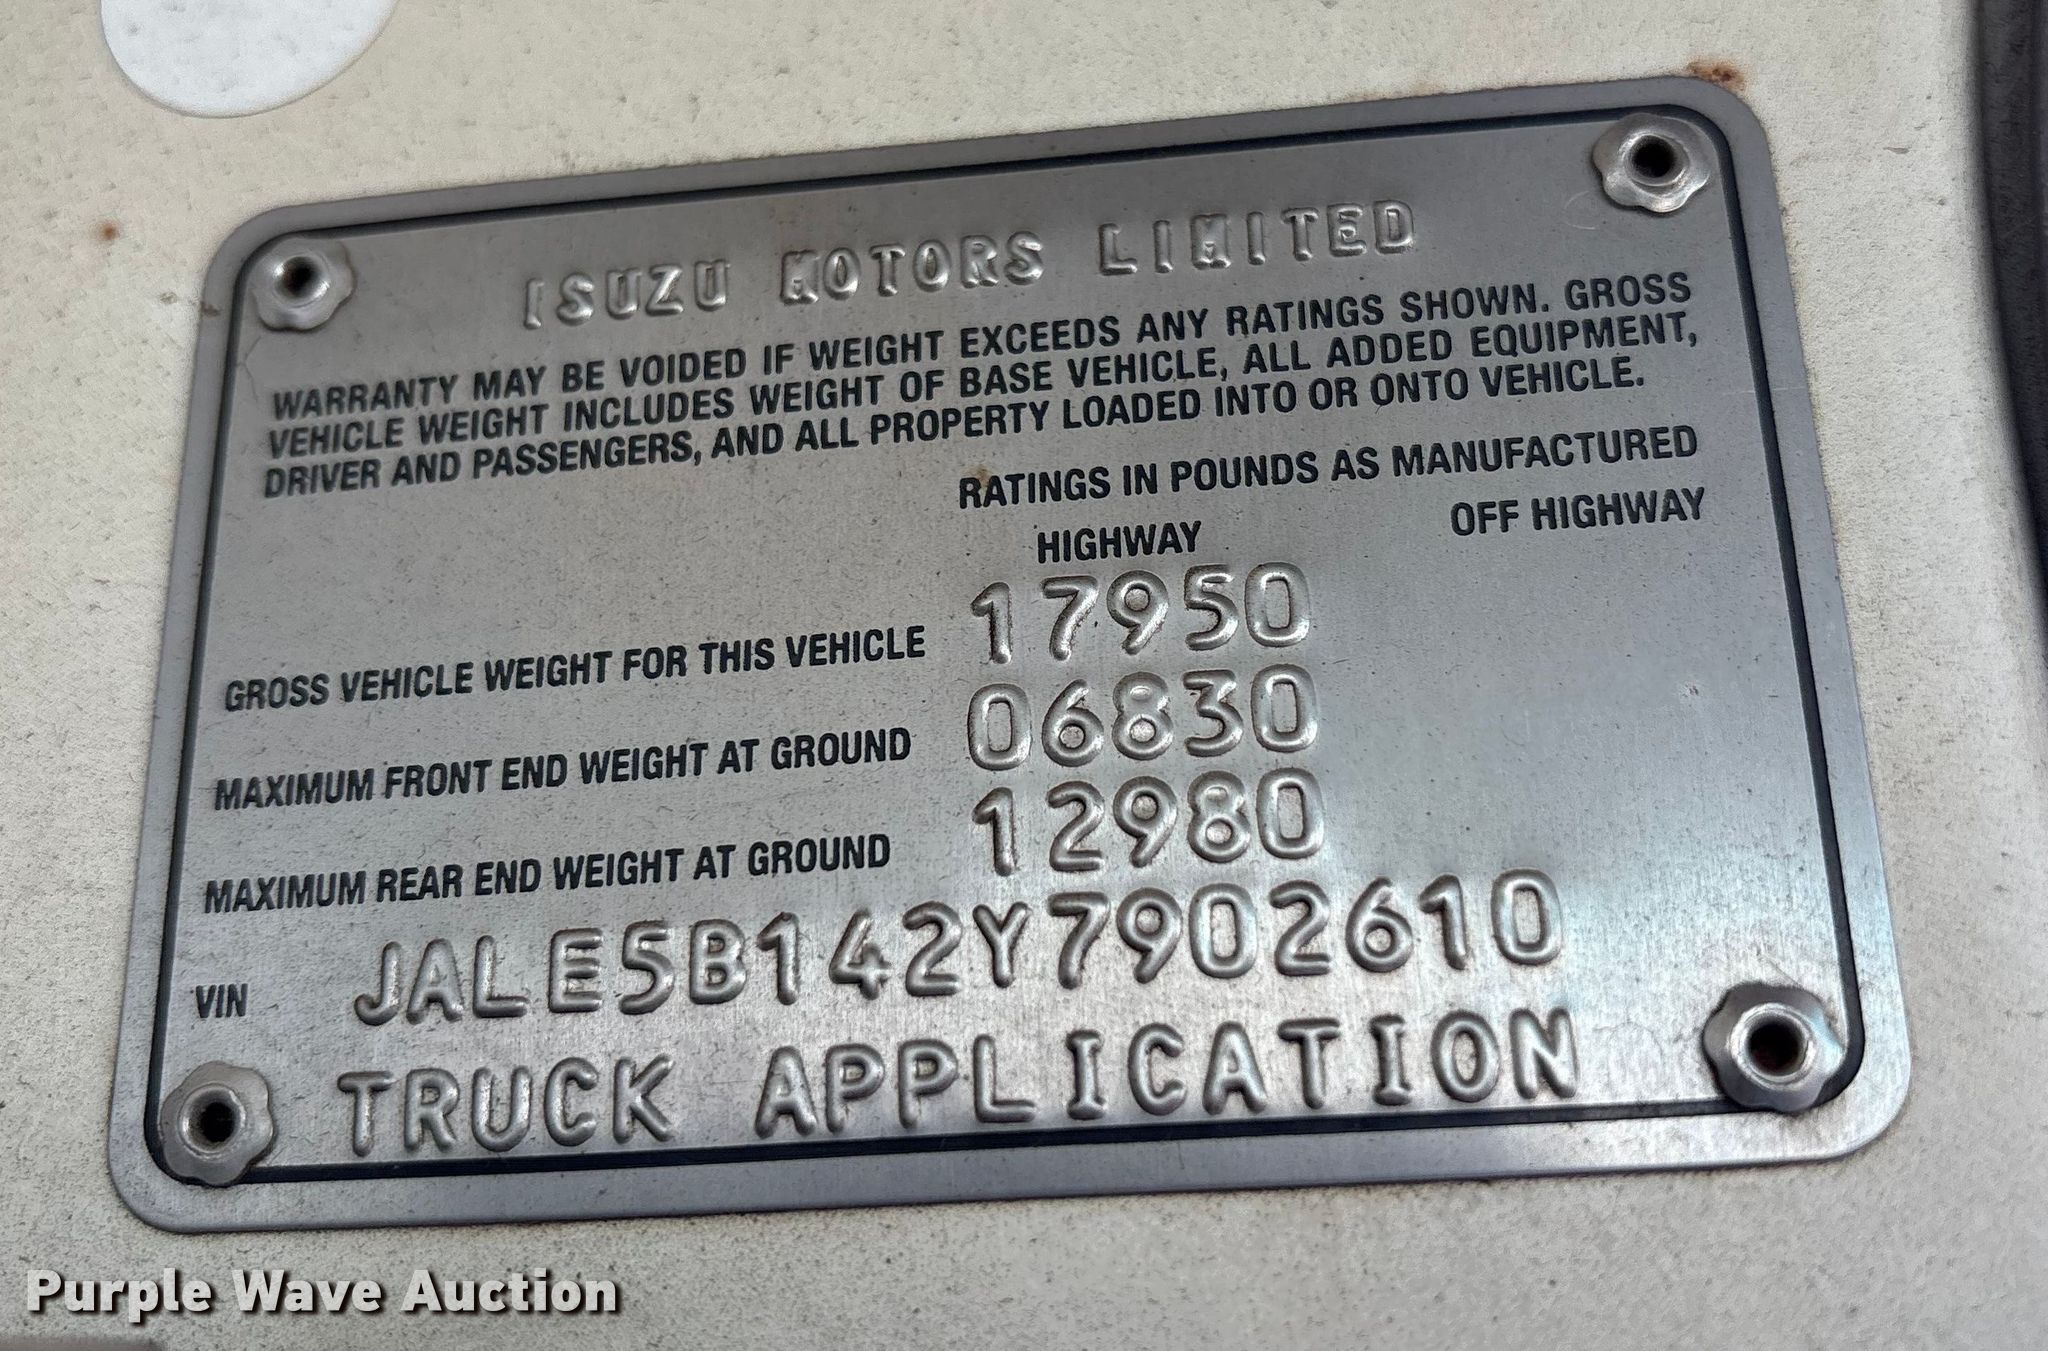 ISUZU MOTORS LIMITED
WARRANTY MAY BE VOIDED IF WEIGHT EXCEEDS ANY RATINGS SHOWN. GROSS
VEHICLE WEIGHT INCLUDES WEIGHT OF BASE VEHICLE, ALL ADDED EQUIPMENT,
DRIVER AND PASSENGERS, AND ALL PROPERTY LOADED INTO OR ONTO VEHICLE.
RATINGS IN POUNDS AS MANUFACTURED
HIGHWAY OFF HIGHWAY
GROSS VEHICLE WEIGHT FOR THIS VEHICLE 17950
MAXIMUM FRONT END WEIGHT AT GROUND 06830
MAXIMUM REAR END WEIGHT AT GROUND 12980
VIN JALE5B142Y7902610
TRUCK APPLICATION
Purple Wave Auction